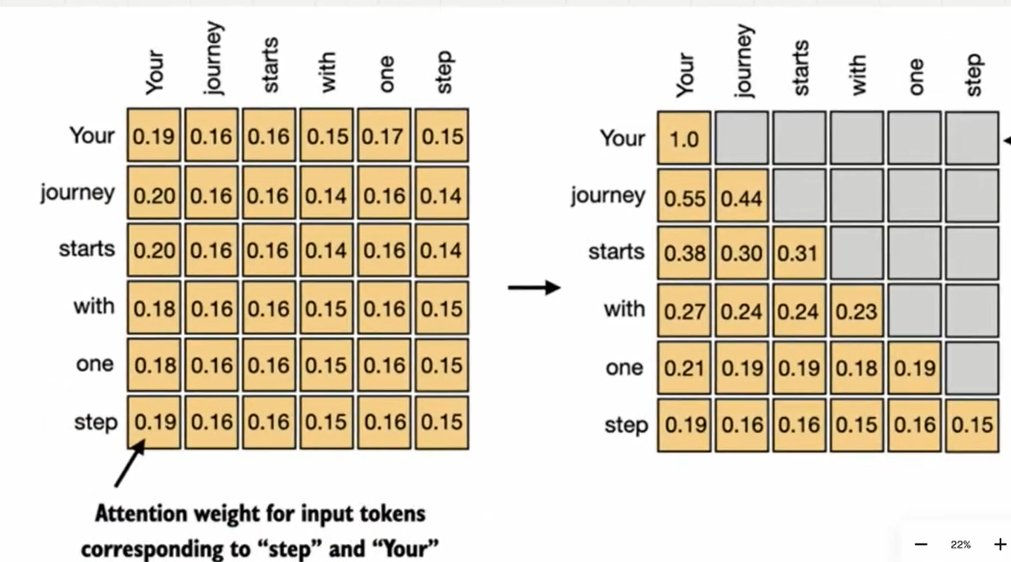 Your journey starts with one step
Your 0.19 0.16 0.16 0.15 0.17 0.15
journey 0.20 0.16 0.16 0.14 0.16 0.14
starts 0.20 0.16 0.16 0.14 0.16 0.14
with 0.18 0.16 0.16 0.15 0.16 0.15
one 0.18 0.16 0.16 0.15 0.16 0.15
step 0.19 0.16 0.16 0.15 0.16 0.15
Attention weight for input tokens
corresponding to “step” and “Your”
Your journey starts with one step
Your 1.0
journey 0.55 0.44
starts 0.38 0.30 0.31
with 0.27 0.24 0.24 0.23
one 0.21 0.19 0.19 0.18 0.19
step 0.19 0.16 0.16 0.15 0.16 0.15
− 22% +